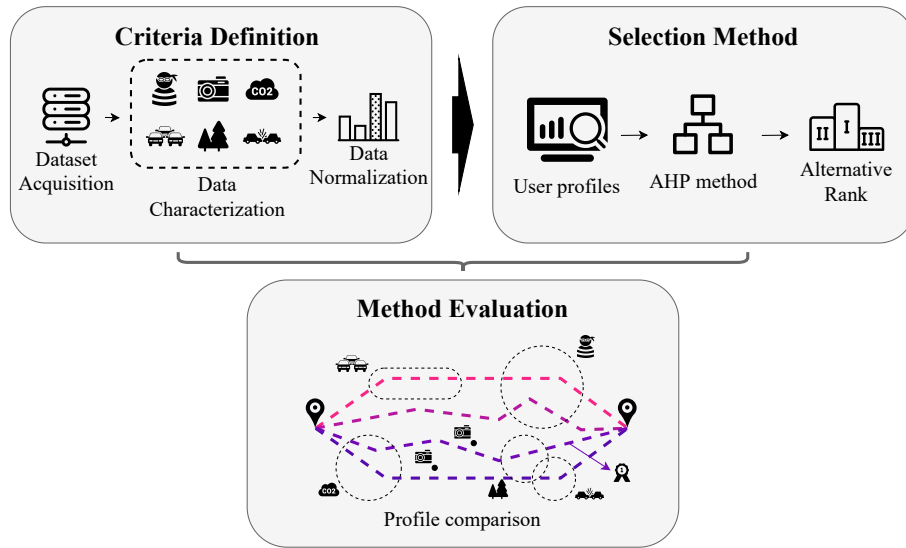 Criteria Definition
CO2
Dataset
Acquisition
Data
Characterization
Data
Normalization
Selection Method
II
I
III
User profiles
AHP method
Alternative
Rank
Method Evaluation
CO2
1
Profile comparison